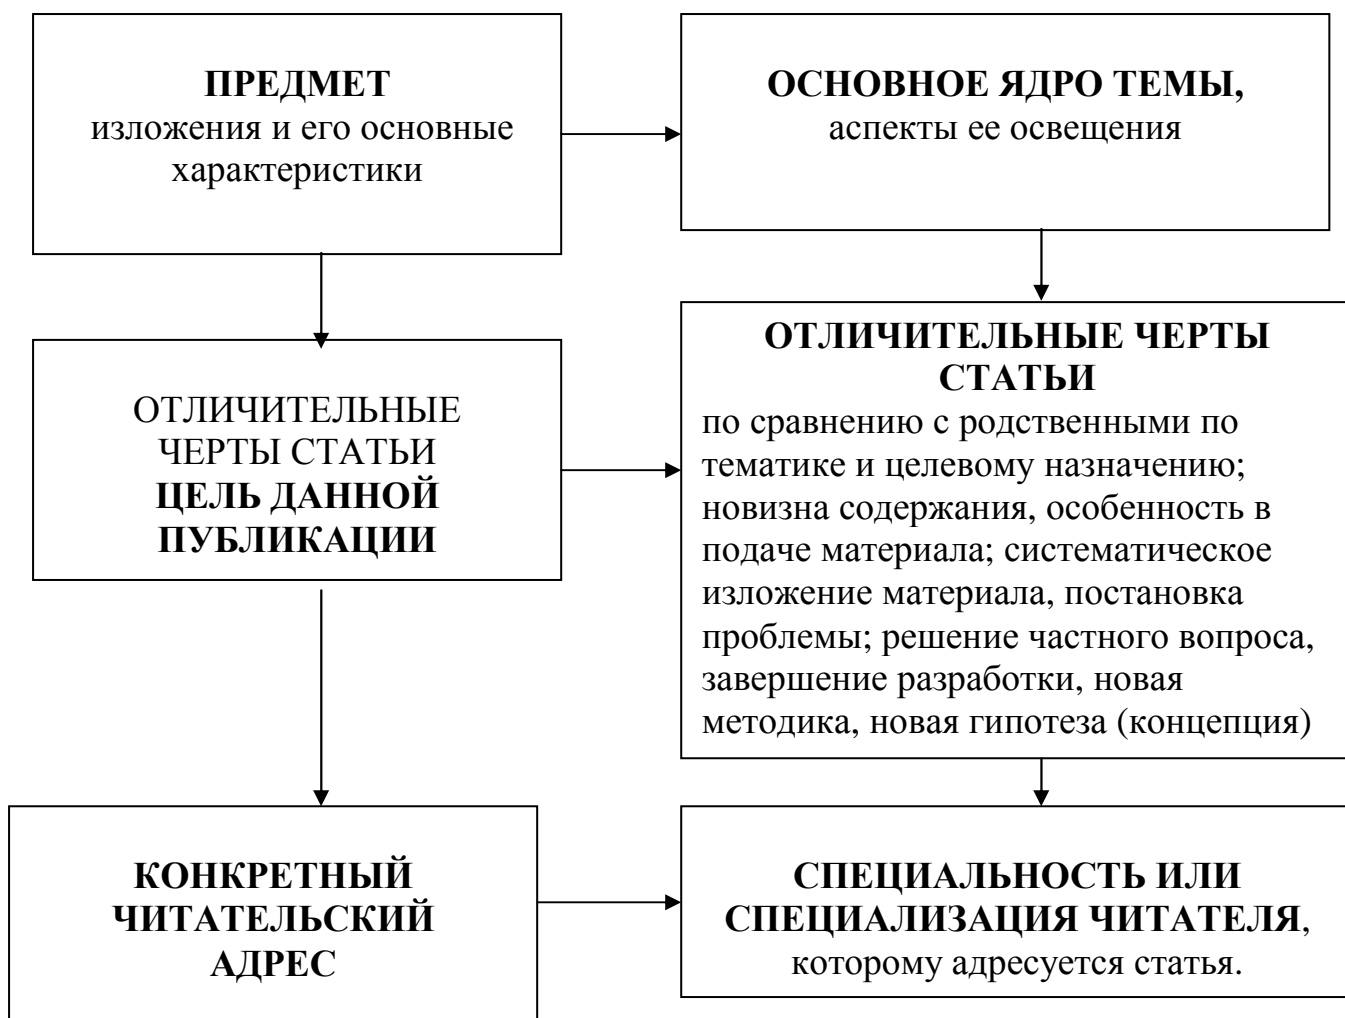 ПРЕДМЕТ
изложения и его основные
характеристики
ОСНОВНОЕ ЯДРО ТЕМЫ,
аспекты ее освещения
ОТЛИЧИТЕЛЬНЫЕ
ЧЕРТЫ СТАТЬИ
ЦЕЛЬ ДАННОЙ
ПУБЛИКАЦИИ
ОТЛИЧИТЕЛЬНЫЕ ЧЕРТЫ
СТАТЬИ
по сравнению с родственными по
тематике и целевому назначению;
новизна содержания, особенность в
подаче материала; систематическое
изложение материала, постановка
проблемы; решение частного вопроса,
завершение разработки, новая
методика, новая гипотеза (концепция)
КОНКРЕТНЫЙ
ЧИТАТЕЛЬСКИЙ
АДРЕС
СПЕЦИАЛЬНОСТЬ ИЛИ
СПЕЦИАЛИЗАЦИЯ ЧИТАТЕЛЯ,
которому адресуется статья.